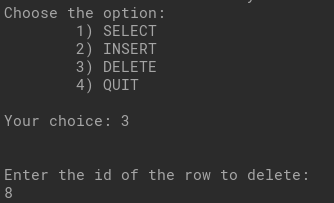 Choose the option:
1) SELECT
2) INSERT
3) DELETE
4) QUIT
Your choice: 3
Enter the id of the row to delete:
8